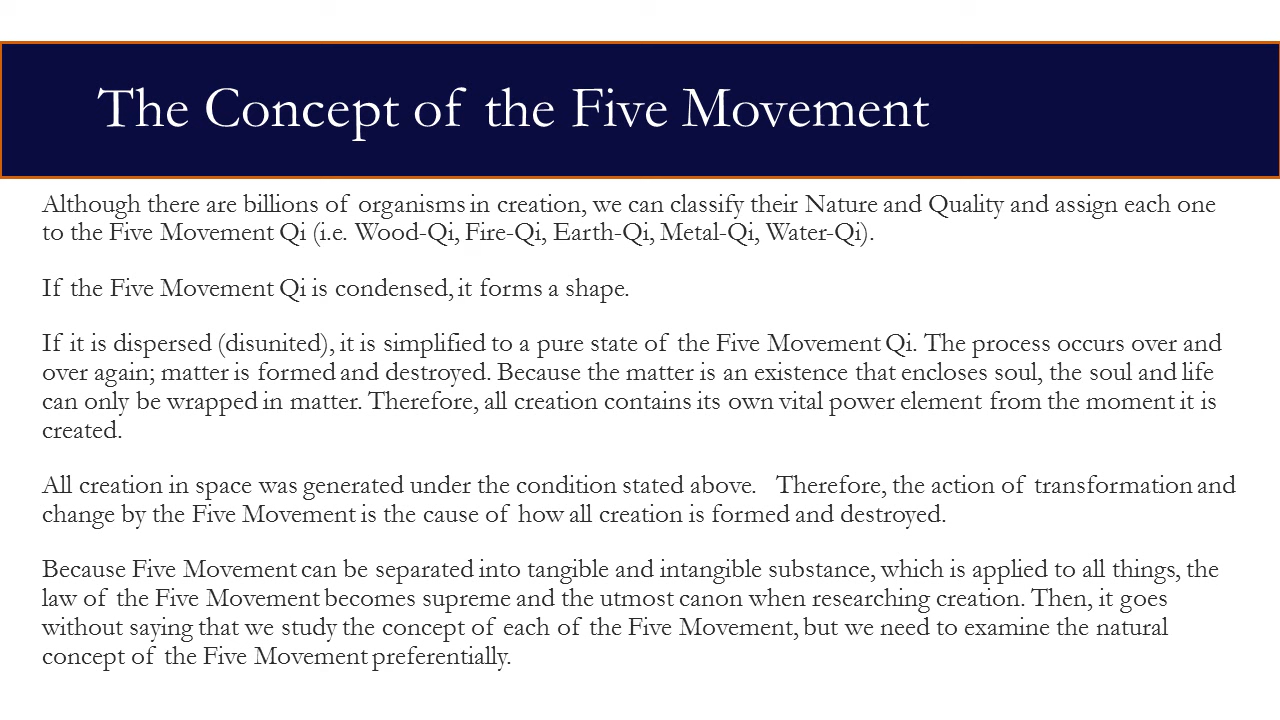 The Concept of the Five Movement
Although there are billions of organisms in creation, we can classify their Nature and Quality and assign each one
to the Five Movement Qi (i.e. Wood-Qi, Fire-Qi, Earth-Qi, Metal-Qi, Water-Qi).
If the Five Movement Qi is condensed, it forms a shape.
If it is dispersed (disunited), it is simplified to a pure state of the Five Movement Qi. The process occurs over and
over again; matter is formed and destroyed. Because the matter is an existence that encloses soul, the soul and life
can only be wrapped in matter. Therefore, all creation contains its own vital power element from the moment it is
created.
All creation in space was generated under the condition stated above.   Therefore, the action of transformation and
change by the Five Movement is the cause of how all creation is formed and destroyed.
Because Five Movement can be separated into tangible and intangible substance, which is applied to all things, the
law of the Five Movement becomes supreme and the utmost canon when researching creation. Then, it goes
without saying that we study the concept of each of the Five Movement, but we need to examine the natural
concept of the Five Movement preferentially.